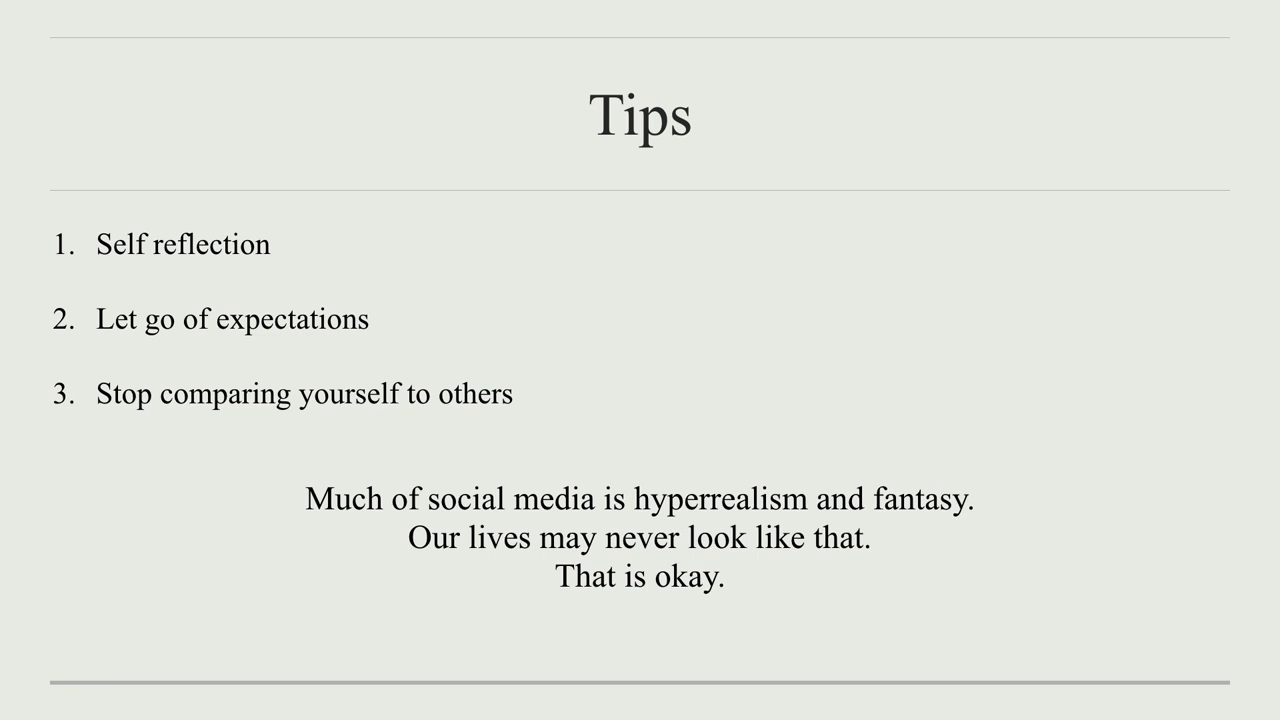 Tips
1. Self reflection
2. Let go of expectations
3. Stop comparing yourself to others
Much of social media is hyperrealism and fantasy.
Our lives may never look like that.
That is okay.